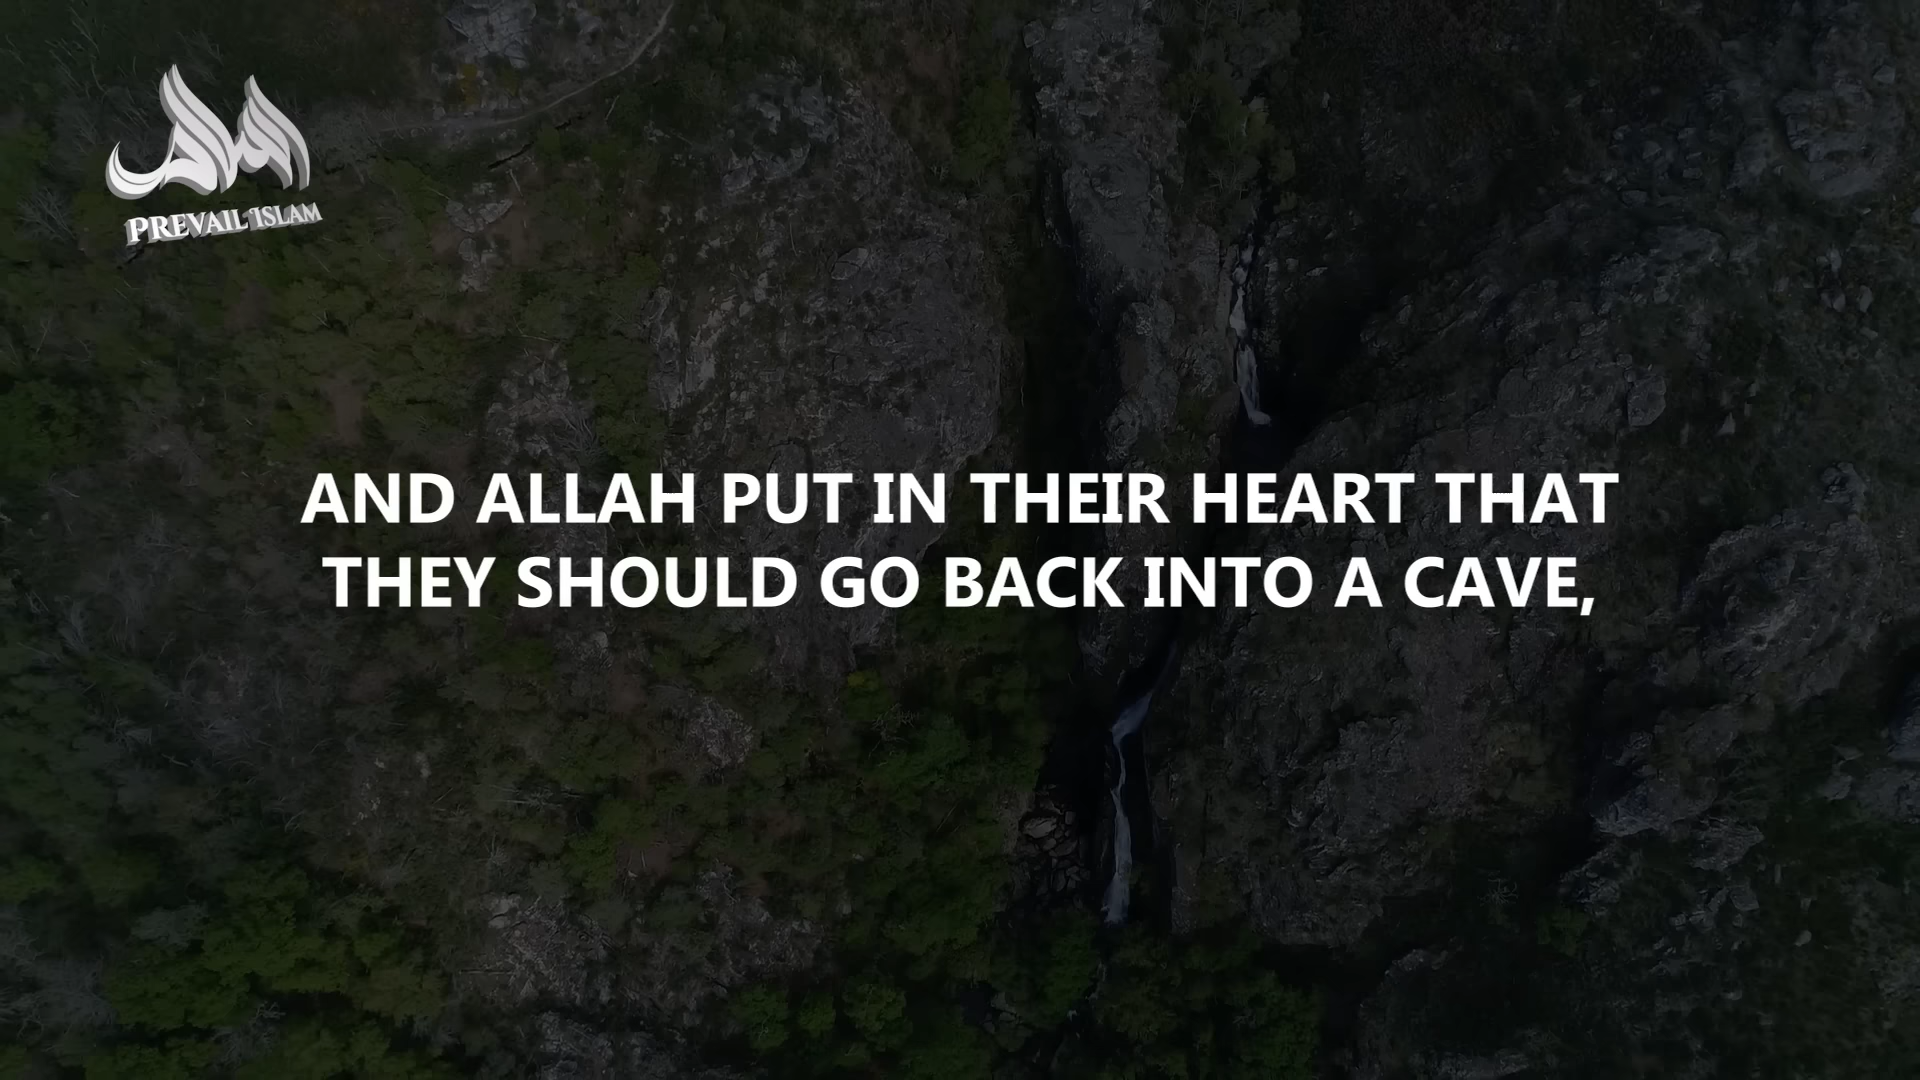 PREVAIL ISLAM
AND ALLAH PUT IN THEIR HEART THAT
THEY SHOULD GO BACK INTO A CAVE,